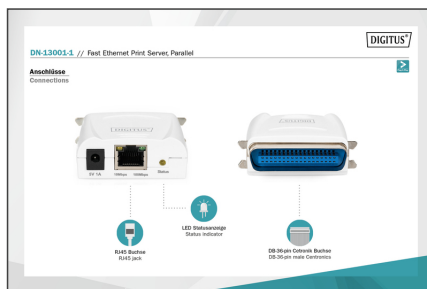 DIGITUS®
DN-13001-1 // Fast Ethernet Print Server, Parallel
Anschlüsse
Connections
DIGITUS
5V 1A
10Mbps
100Mbps
Status
LED Statusanzeige
Status indicator
RJ45 Buchse
RJ45 jack
DB-36-pin Cetronik Buchse
DB-36-pin male Centronics